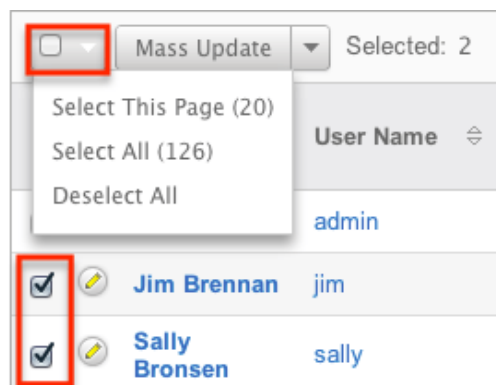 Mass Update Selected: 2
Select This Page (20)
Select All (126)
Deselect All
User Name
admin
Jim Brennan jim
Sally
Bronsen sally